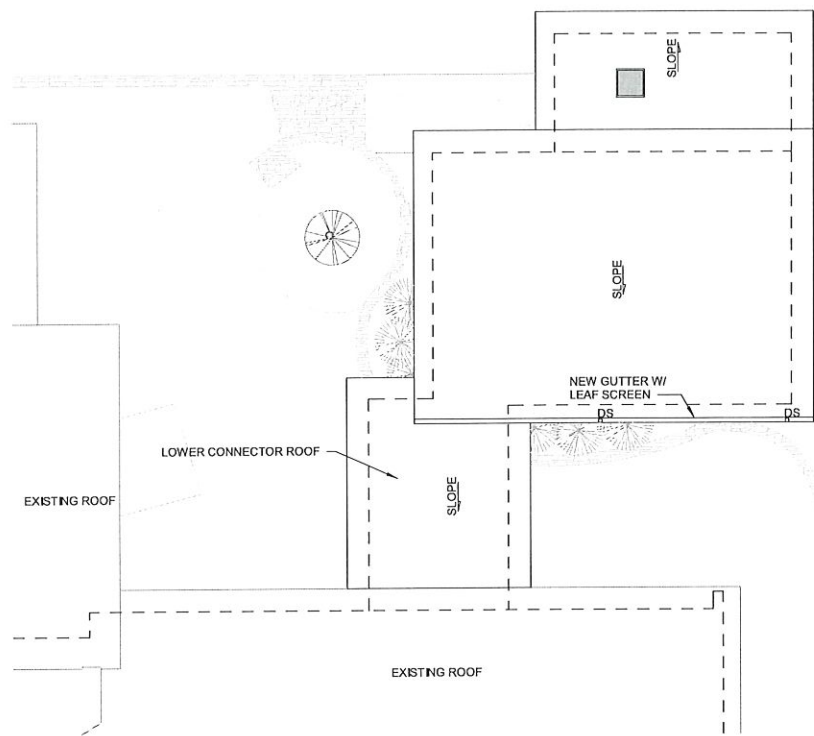 SLOPE
SLOPE
NEW GUTTER W/
LEAF SCREEN
DS
DS
LOWER CONNECTOR ROOF
SLOPE
EXISTING ROOF
EXISTING ROOF